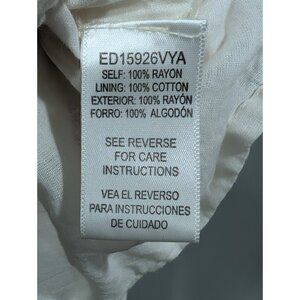 ED15926VYA
SELF: 100% RAYON
LINING: 100% COTTON
EXTERIOR: 100% RAYÓN
FORRO: 100% ALGODÓN
SEE REVERSE
FOR CARE
INSTRUCTIONS
VEA EL REVERSO
PARA INSTRUCCIONES
DE CUIDADO